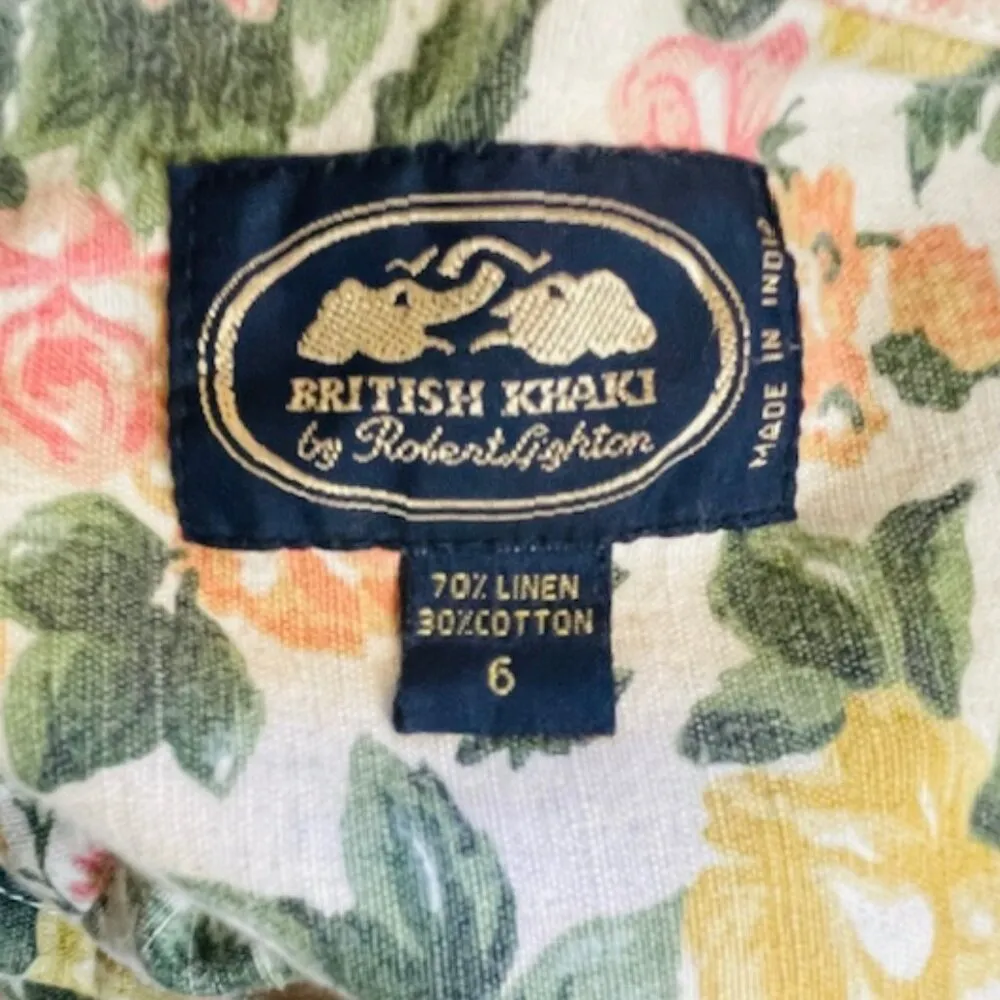 BRITISH KHAKI
by Robert Lighton
MADE IN INDIA
70% LINEN
30% COTTON
6